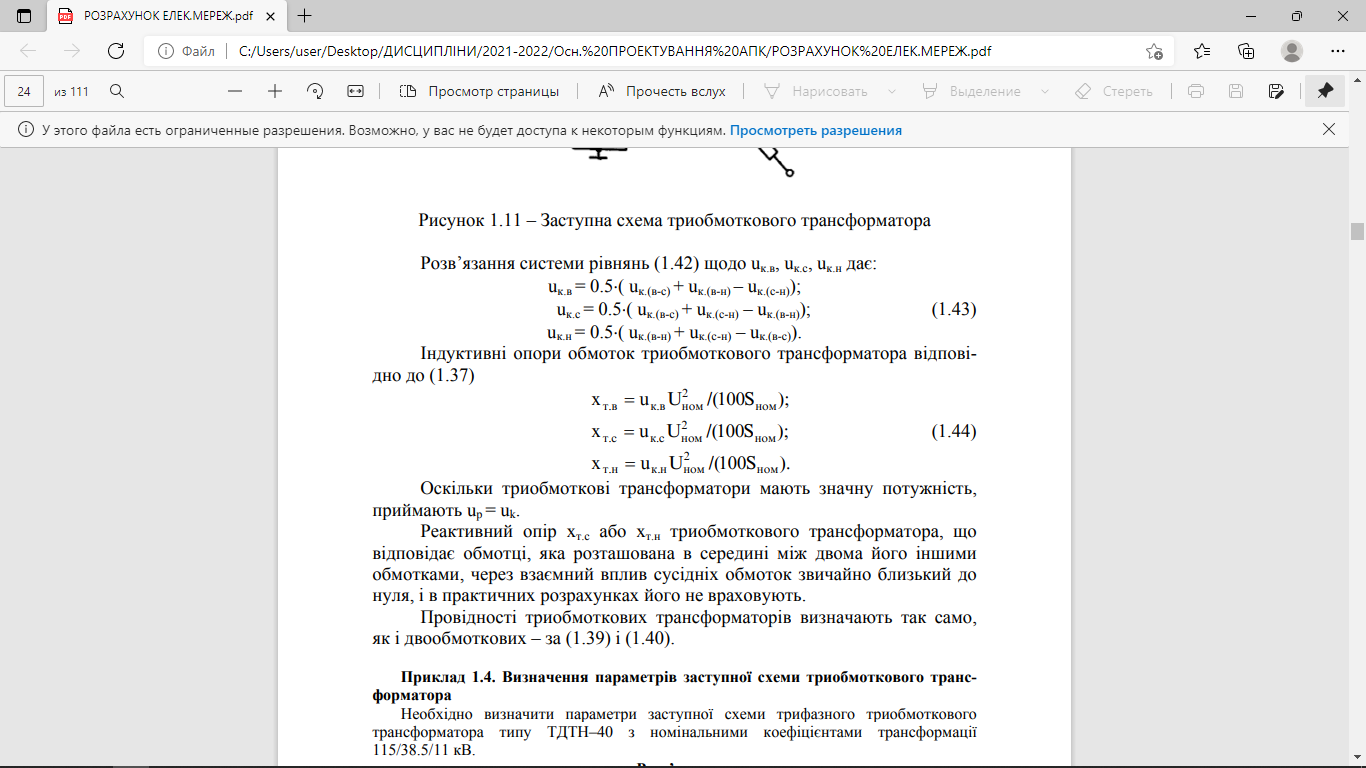 РОЗРАХУНОК ЕЛЕК.МЕРЕЖ.pdf
Файл | C:/Users/user/Desktop/ДИСЦИПЛІНИ/2021-2022/Осн.%20ПРОЕКТУВАННЯ%20АПК/РОЗРАХУНОК%20ЕЛЕК.МЕРЕЖ.pdf
24 из 111 Просмотр страницы Прочесть вслух Нарисовать Выделение Стереть
У этого файла есть ограниченные разрешения. Возможно, у вас не будет доступа к некоторым функциям. Просмотреть разрешения
Рисунок 1.11 – Заступна схема триобмоткового трансформатора
Розв’язання системи рівнянь (1.42) щодо uк.в, uк.с, uк.н дає:
uк.в = 0.5·( uк.(в-с) + uк.(в-н) – uк.(с-н));
uк.с = 0.5·( uк.(в-с) + uк.(с-н) – uк.(в-н)); (1.43)
uк.н = 0.5·( uк.(в-н) + uк.(с-н) – uк.(в-с)).
Індуктивні опори обмоток триобмоткового трансформатора відпові-
дно до (1.37)
xт.в = uк.вU²ном /(100Sном);
xт.с = uк.сU²ном /(100Sном); (1.44)
xт.н = uк.нU²ном /(100Sном).
Оскільки триобмоткові трансформатори мають значну потужність,
приймають up = uk.
Реактивний опір xт.с або xт.н триобмоткового трансформатора, що
відповідає обмотці, яка розташована в середині між двома його іншими
обмотками, через взаємний вплив сусідніх обмоток звичайно близький до
нуля, і в практичних розрахунках його не враховують.
Провідності триобмоткових трансформаторів визначають так само,
як і двообмоткових – за (1.39) і (1.40).
Приклад 1.4. Визначення параметрів заступної схеми триобмоткового транс-
форматора
Необхідно визначити параметри заступної схеми трифазного триобмоткового
трансформатора типу ТДТН–40 з номінальними коефіцієнтами трансформації
115/38.5/11 кВ.